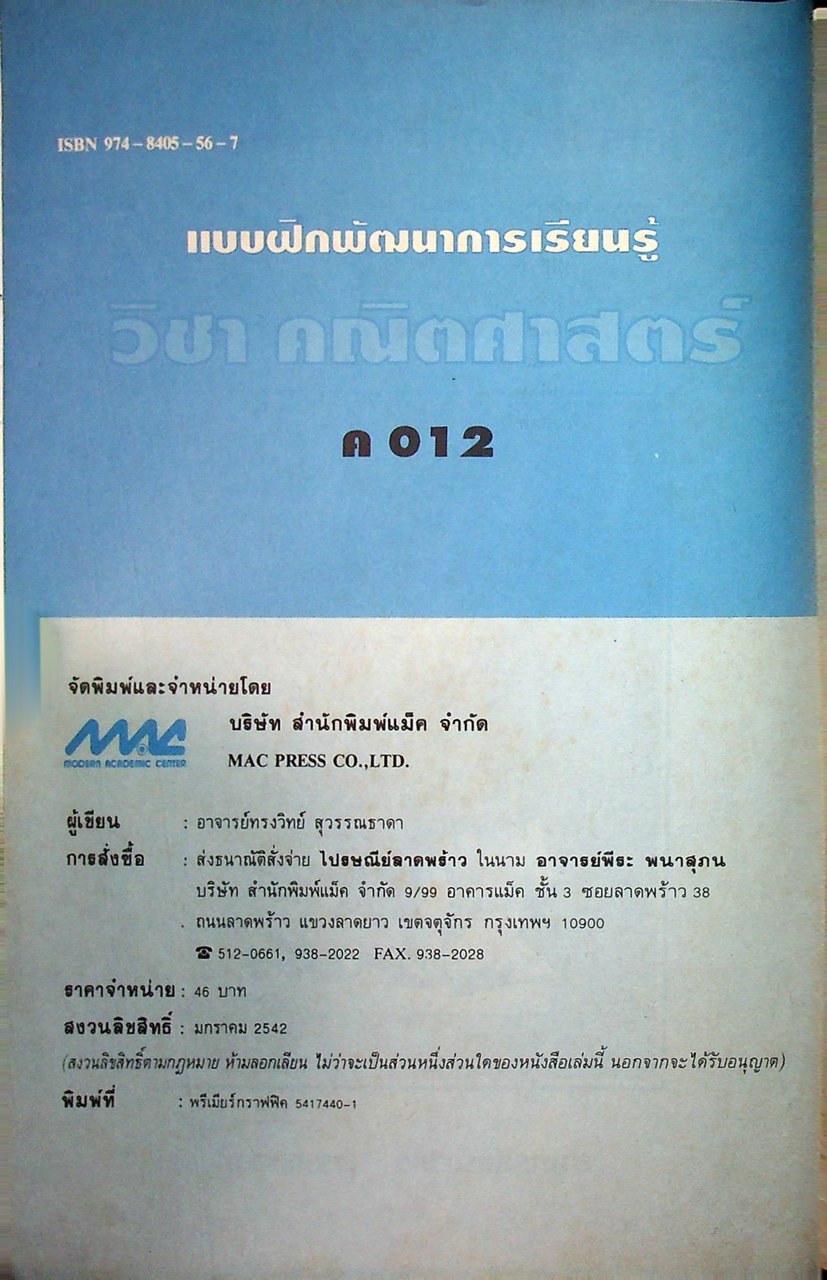 ISBN 974-8405-56-7
แบบฝึกพัฒนาการเรียนรู้
วิชา คณิตศาสตร์
ค 012
จัดพิมพ์และจำหน่ายโดย
MAC
MODERN ACADEMIC CENTER
บริษัท สำนักพิมพ์แม็ค จำกัด
MAC PRESS CO.,LTD.
ผู้เขียน : อาจารย์ทรงวิทย์ สุวรรณธาดา
การสั่งซื้อ : ส่งธนาณัติสั่งจ่าย ไปรษณีย์ลาดพร้าว ในนาม อาจารย์พีระ พนาสุภน
บริษัท สำนักพิมพ์แม็ค จำกัด 9/99 อาคารแม็ค ชั้น 3 ซอยลาดพร้าว 38
ถนนลาดพร้าว แขวงลาดยาว เขตจตุจักร กรุงเทพฯ 10900
☎ 512-0661, 938-2022 FAX. 938-2028
ราคาจำหน่าย : 46 บาท
สงวนลิขสิทธิ์ : มกราคม 2542
(สงวนลิขสิทธิ์ตามกฎหมาย ห้ามลอกเลียน ไม่ว่าจะเป็นส่วนหนึ่งส่วนใดของหนังสือเล่มนี้ นอกจากจะได้รับอนุญาต)
พิมพ์ที่ : พรีเมียร์กราฟฟิค 5417440-1